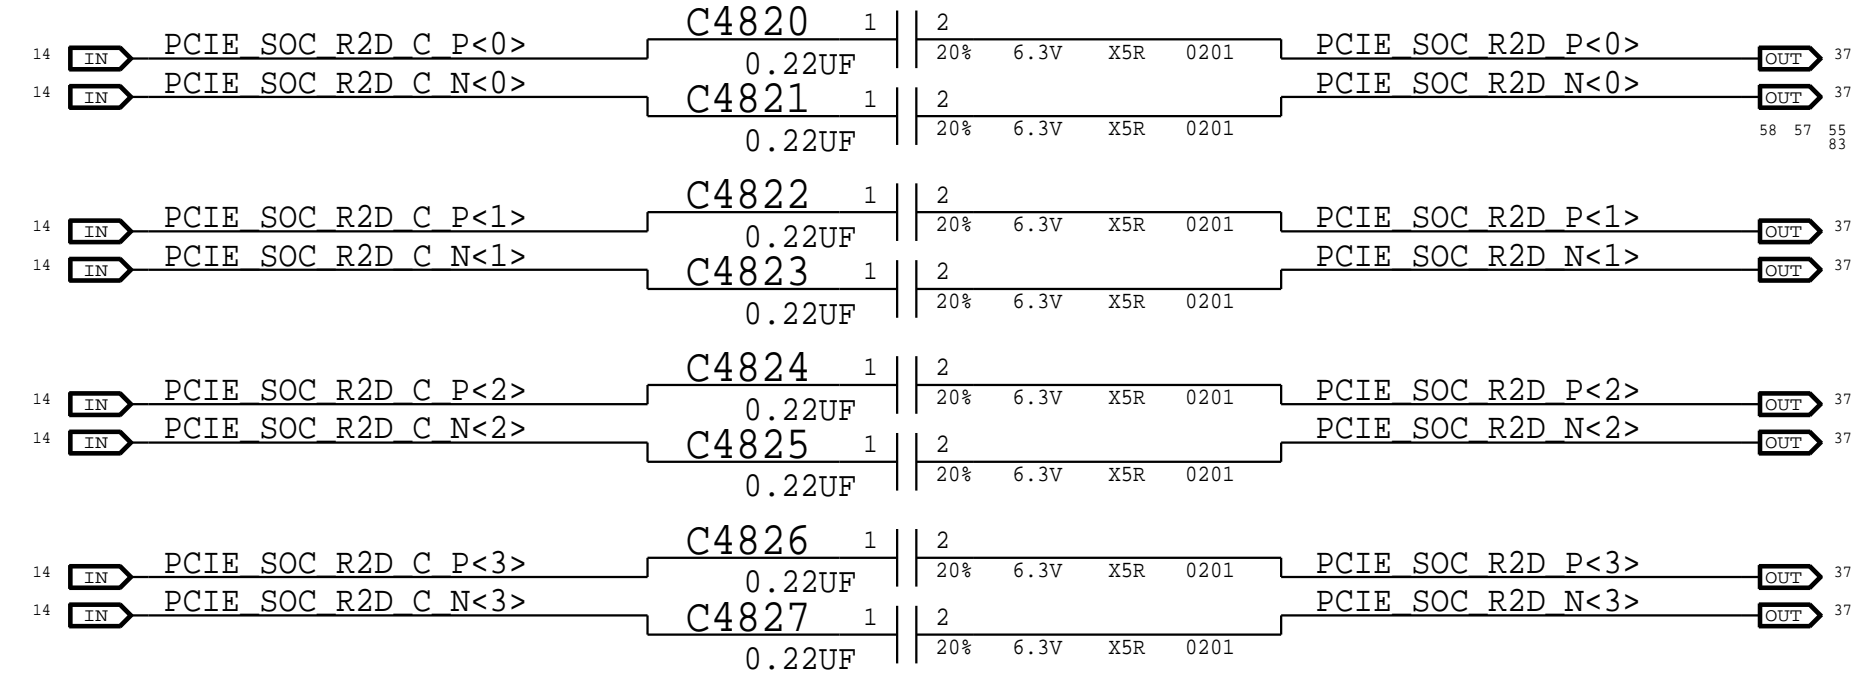 C4820 1 2
14 IN PCIE_SOC_R2D_C_P<0> 0.22UF 20% 6.3V X5R 0201 PCIE_SOC_R2D_P<0> OUT 37
14 IN PCIE_SOC_R2D_C_N<0> C4821 1 2 PCIE_SOC_R2D_N<0> OUT 37
0.22UF 20% 6.3V X5R 0201 58 57 55
83
C4822 1 2
14 IN PCIE_SOC_R2D_C_P<1> 0.22UF 20% 6.3V X5R 0201 PCIE_SOC_R2D_P<1> OUT 37
14 IN PCIE_SOC_R2D_C_N<1> C4823 1 2 PCIE_SOC_R2D_N<1> OUT 37
0.22UF 20% 6.3V X5R 0201
C4824 1 2
14 IN PCIE_SOC_R2D_C_P<2> 0.22UF 20% 6.3V X5R 0201 PCIE_SOC_R2D_P<2> OUT 37
14 IN PCIE_SOC_R2D_C_N<2> C4825 1 2 PCIE_SOC_R2D_N<2> OUT 37
0.22UF 20% 6.3V X5R 0201
C4826 1 2
14 IN PCIE_SOC_R2D_C_P<3> 0.22UF 20% 6.3V X5R 0201 PCIE_SOC_R2D_P<3> OUT 37
14 IN PCIE_SOC_R2D_C_N<3> C4827 1 2 PCIE_SOC_R2D_N<3> OUT 37
0.22UF 20% 6.3V X5R 0201